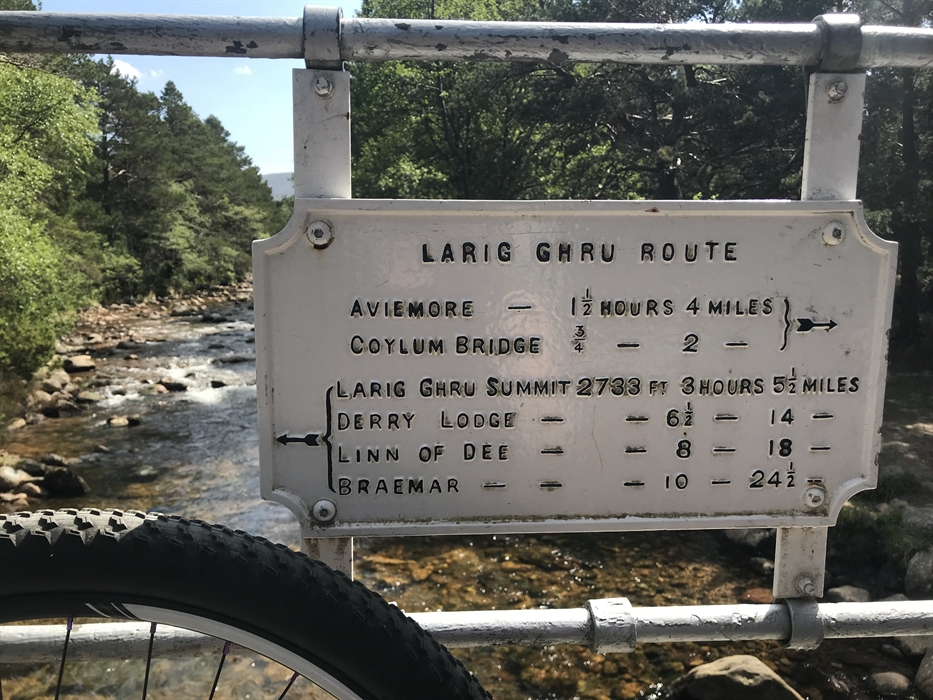 LARIG GHRU ROUTE
AVIEMORE — 1½ HOURS 4 MILES
COYLUM BRIDGE ¾ — 2 —
LARIG GHRU SUMMIT 2733 FT 3 HOURS 5½ MILES
DERRY LODGE — — 6½ — 14 —
LINN OF DEE — — 8 — 18 —
BRAEMAR — — — 10 — 24½ —